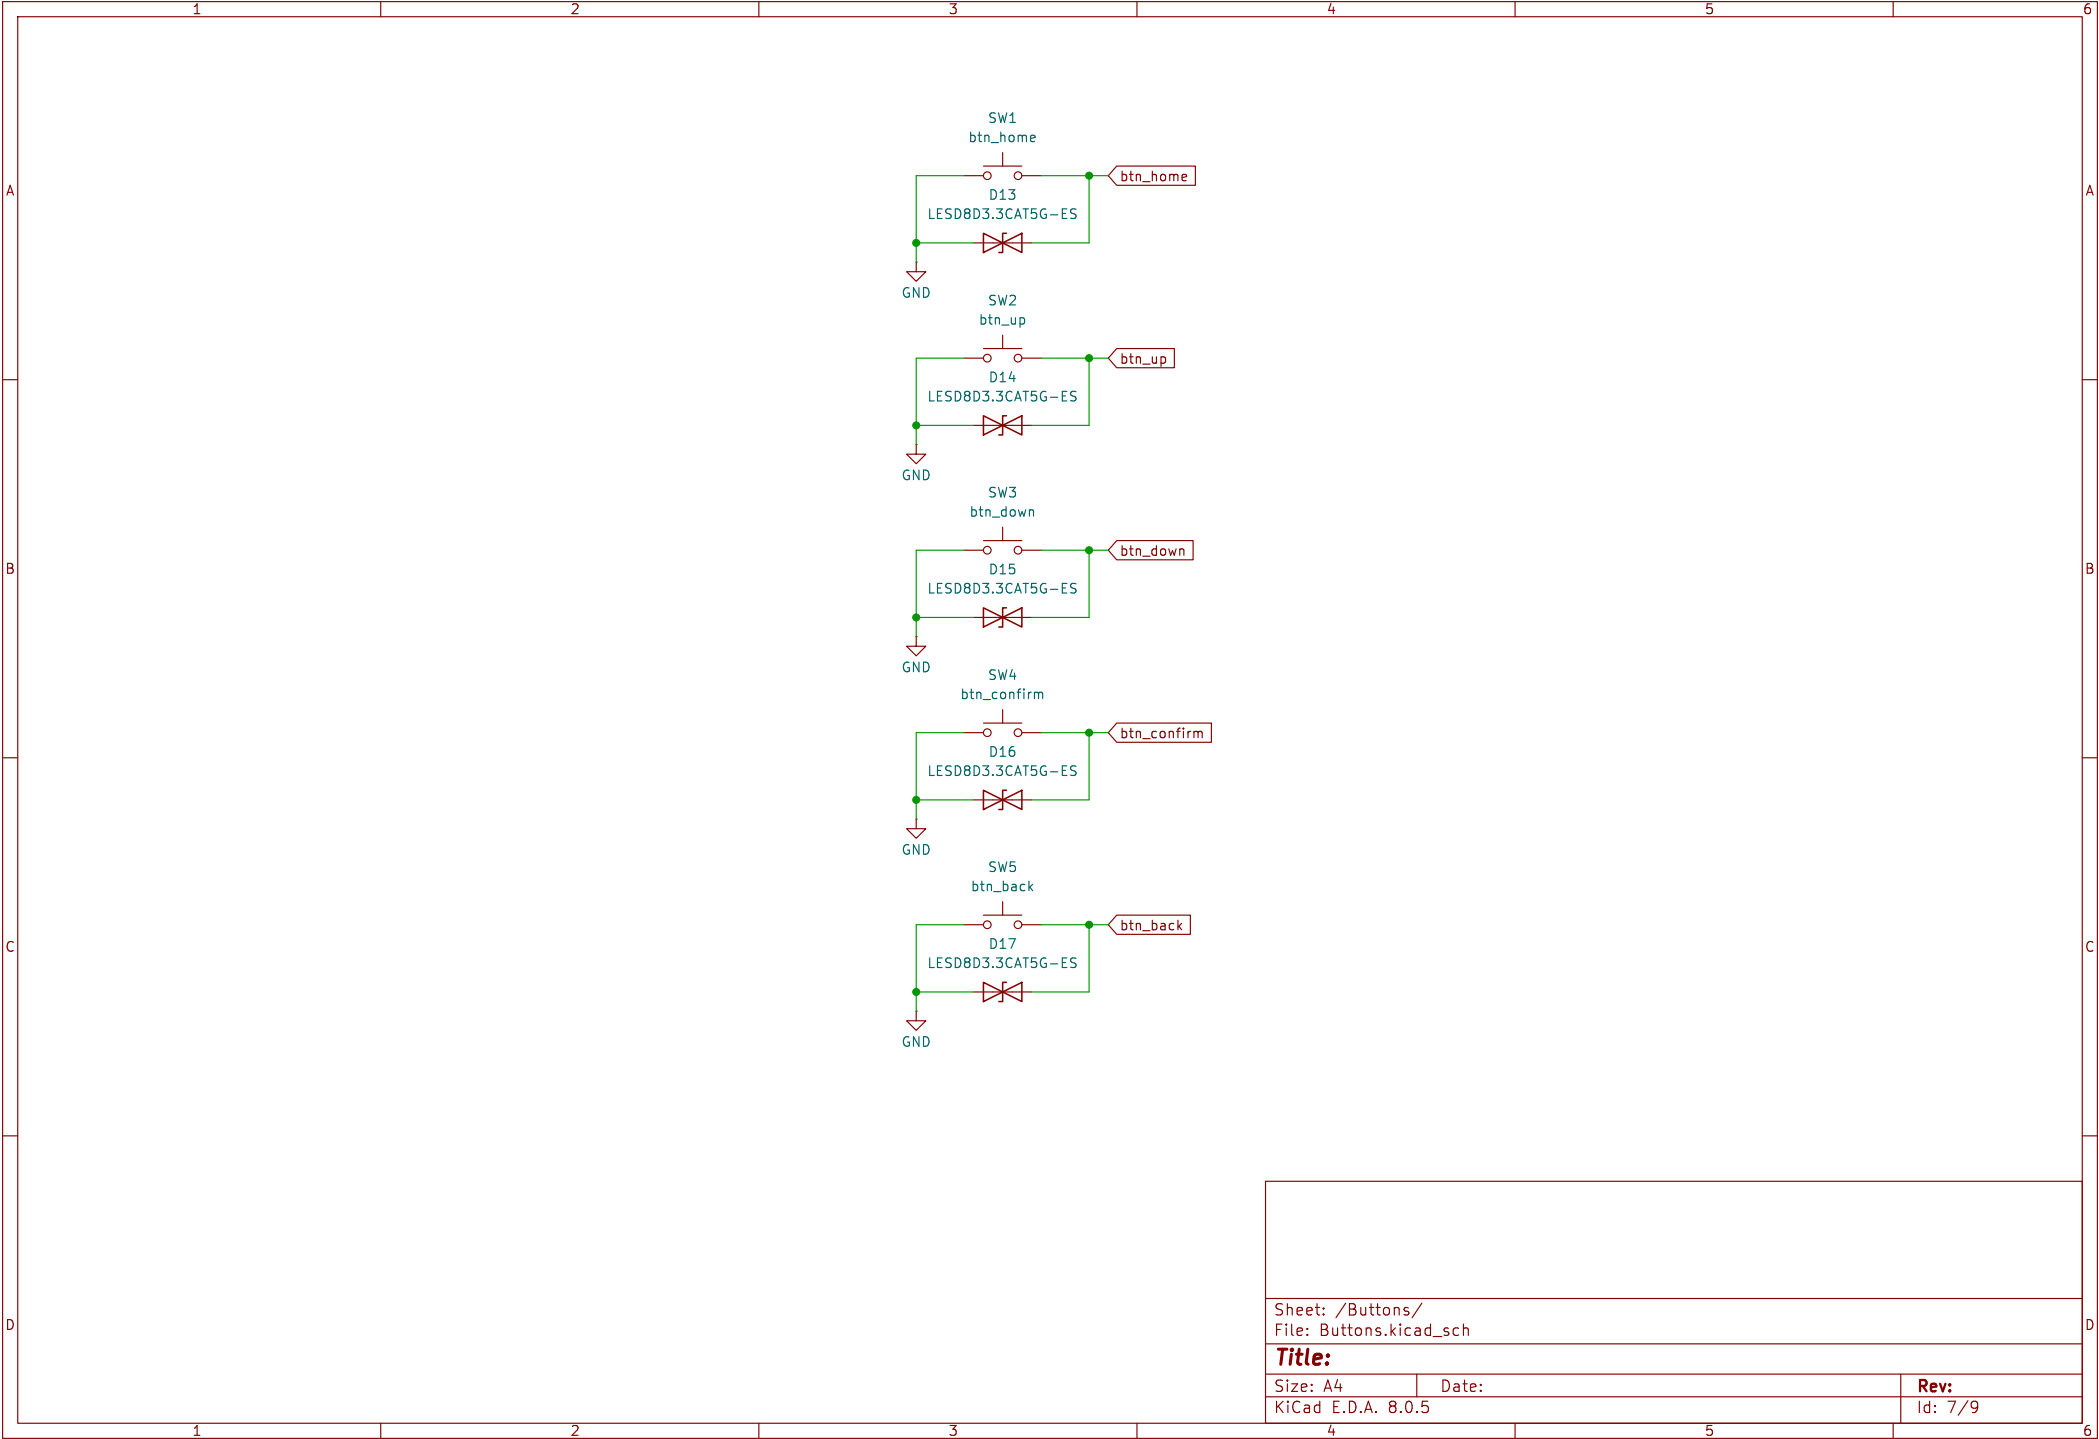 1 2 3 4 5 6
A A
SW1
btn_home
btn_home
D13
LESD8D3.3CAT5G-ES
GND
SW2
btn_up
btn_up
D14
LESD8D3.3CAT5G-ES
GND
SW3
btn_down
btn_down
B B
D15
LESD8D3.3CAT5G-ES
GND
SW4
btn_confirm
btn_confirm
D16
LESD8D3.3CAT5G-ES
GND
SW5
btn_back
btn_back
D17
C C
LESD8D3.3CAT5G-ES
GND
Sheet: /Buttons/
D D
File: Buttons.kicad_sch
Title:
Size: A4 Date: Rev:
KiCad E.D.A. 8.0.5 Id: 7/9
1 2 3 4 5 6